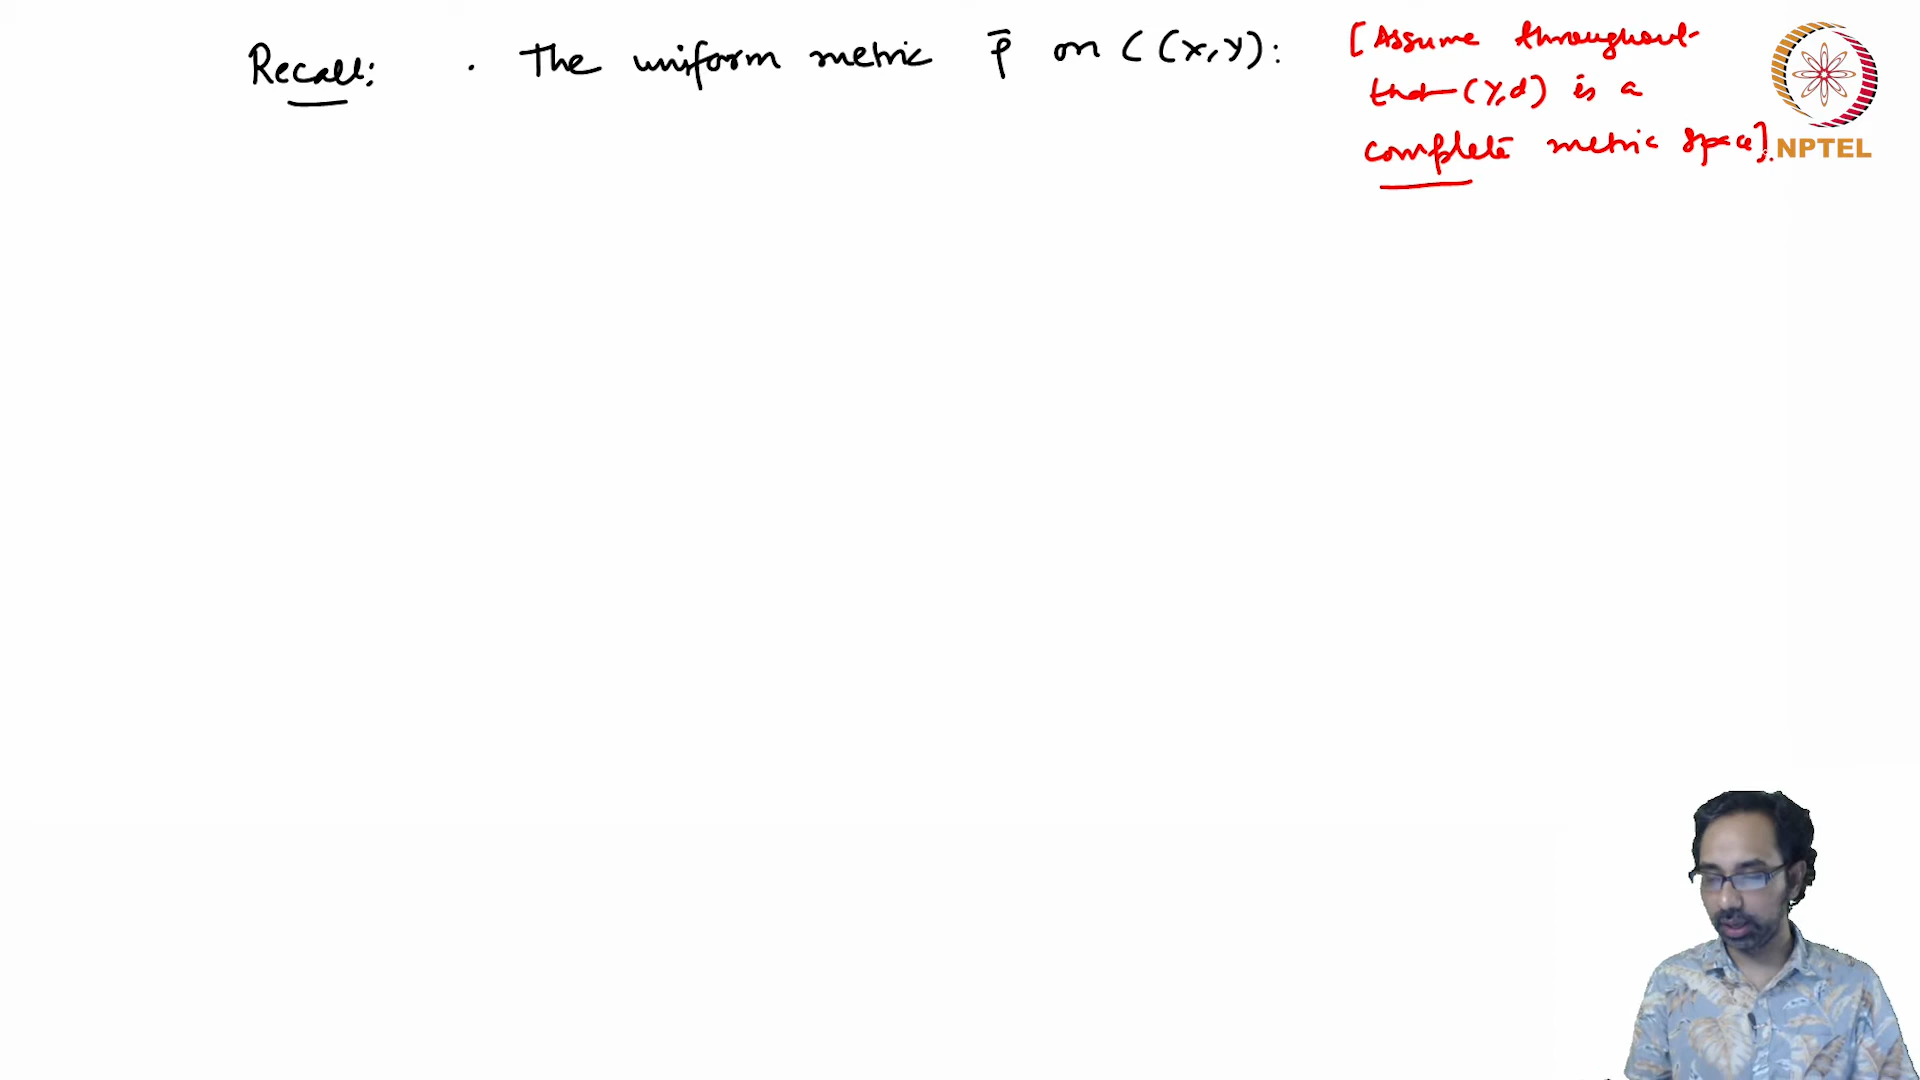 Recall: · The uniform metric ρ̄ on C(X,Y):
[Assume throughout
that (Y,d) is a
complete metric space].
NPTEL